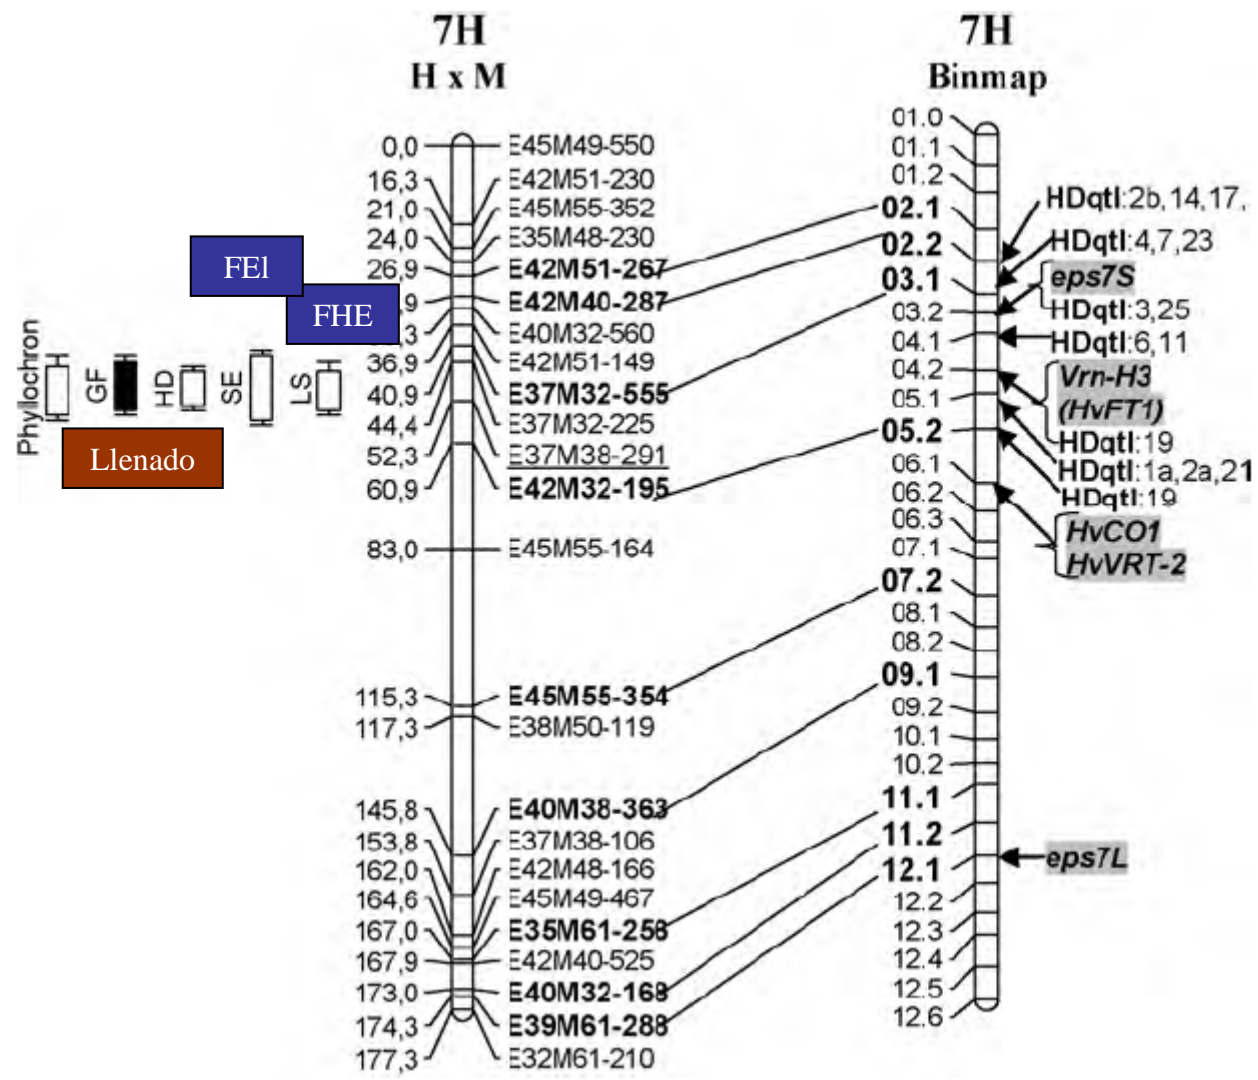 7H
H x M
0,0 E45M49-550
16,3 E42M51-230
21,0 E45M55-352
24,0 E35M48-230
26,9 E42M51-267
,9 E42M40-287
,3 E40M32-560
36,9 E42M51-149
40,9 E37M32-555
44,4 E37M32-225
52,3 E37M38-291
60,9 E42M32-195
83,0 E45M55-164
115,3 E45M55-354
117,3 E38M50-119
145,8 E40M38-363
153,8 E37M38-106
162,0 E42M48-166
164,6 E45M49-467
167,0 E35M61-258
167,9 E42M40-525
173,0 E40M32-168
174,3 E39M61-288
177,3 E32M61-210
FEl
FHE
Phyllochron
GF
HD
SE
LS
Llenado
7H
Binmap
01.0
01.1
01.2
02.1
02.2
03.1
03.2
04.1
04.2
05.1
05.2
06.1
06.2
06.3
07.1
07.2
08.1
08.2
09.1
09.2
10.1
10.2
11.1
11.2
12.1
12.2
12.3
12.4
12.5
12.6
HDqtl:2b,14,17,
HDqtl:4,7,23
eps7S
HDqtl:3,25
HDqtl:6,11
Vrn-H3
(HvFT1)
HDqtl:19
HDqtl:1a,2a,21
HDqtl:19
HvCO1
HvVRT-2
eps7L